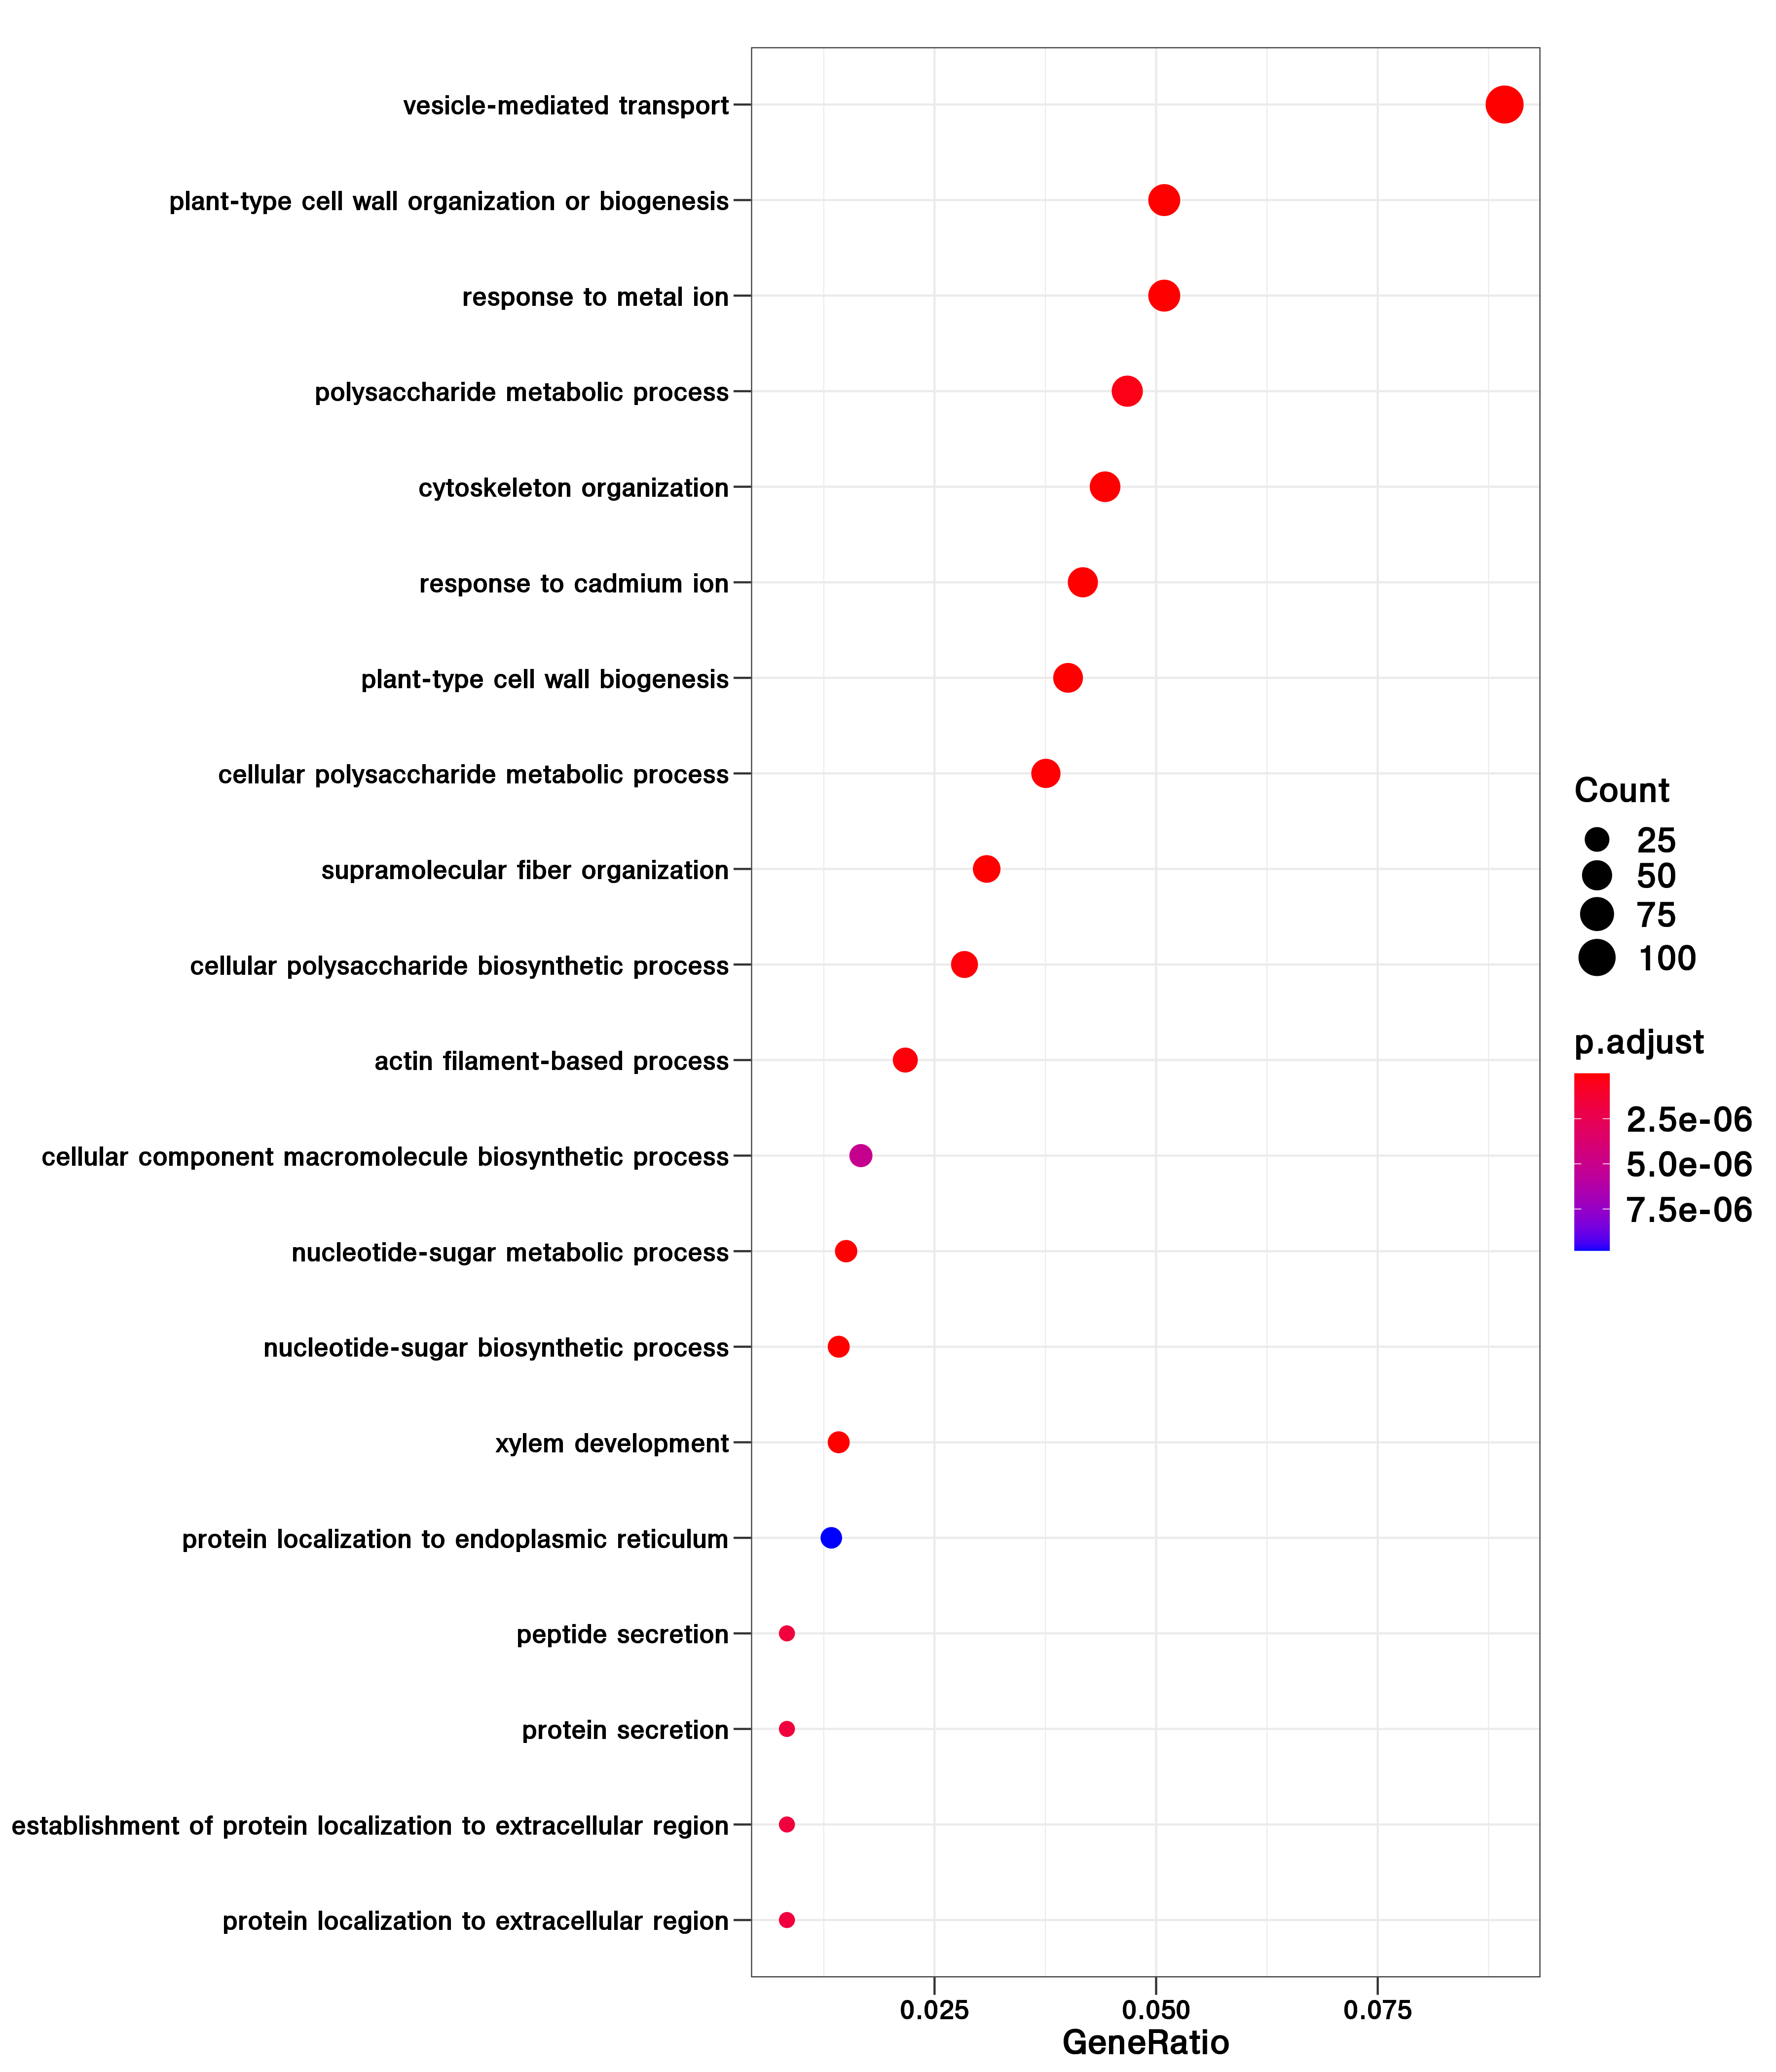 vesicle-mediated transport
plant-type cell wall organization or biogenesis
response to metal ion
polysaccharide metabolic process
cytoskeleton organization
response to cadmium ion
plant-type cell wall biogenesis
cellular polysaccharide metabolic process
supramolecular fiber organization
cellular polysaccharide biosynthetic process
actin filament-based process
cellular component macromolecule biosynthetic process
nucleotide-sugar metabolic process
nucleotide-sugar biosynthetic process
xylem development
protein localization to endoplasmic reticulum
peptide secretion
protein secretion
establishment of protein localization to extracellular region
protein localization to extracellular region
0.025 0.050 0.075
GeneRatio
Count
25
50
75
100
p.adjust
2.5e-06
5.0e-06
7.5e-06